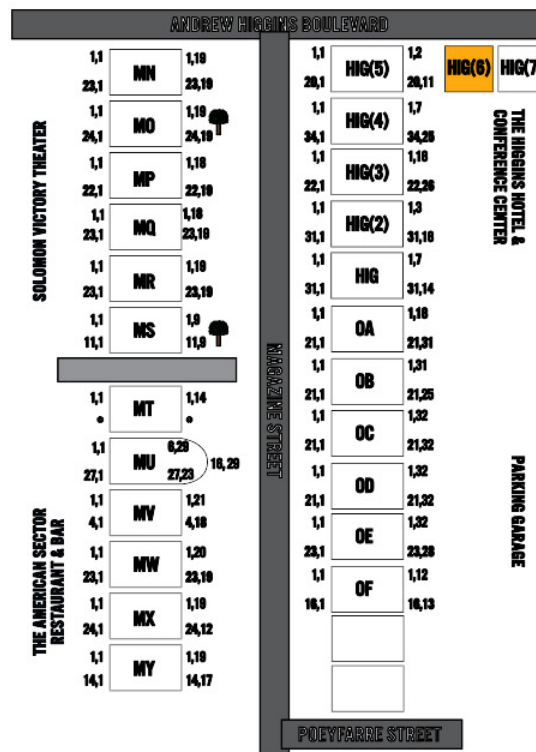 ANDREW HIGGINS BOULEVARD
SOLOMON VICTORY THEATER
1,1 MN 1,19
23,1 23,19
1,1 MO 1,19
24,1 24,19
1,1 MP 1,18
22,1 22,19
1,1 MQ 1,18
23,1 23,19
1,1 MR 1,19
23,1 23,19
1,1 MS 1,9
11,1 11,9
THE AMERICAN SECTOR
RESTAURANT & BAR
1,1 MT 1,14
* *
1,1 MU 6,29
27,1 27,23 16,29
1,1 MV 1,21
4,1 4,18
1,1 MW 1,20
23,1 23,19
1,1 MX 1,19
24,1 24,12
1,1 MY 1,19
14,1 14,17
MAGAZINE STREET
1,1 HIG(5) 1,2
20,1 20,11
HIG(6)
HIG(7
1,1 HIG(4) 1,7
34,1 34,25
1,1 HIG(3) 1,16
22,1 22,26
1,1 HIG(2) 1,3
31,1 31,16
1,1 HIG 1,7
31,1 31,14
1,1 OA 1,18
21,1 21,31
1,1 OB 1,31
21,1 21,25
1,1 OC 1,32
21,1 21,32
1,1 OD 1,32
21,1 21,32
1,1 OE 1,32
23,1 23,28
1,1 OF 1,12
16,1 16,13
THE HIGGINS HOTEL &
CONFERENCE CENTER
PARKING GARAGE
POEYFARRE STREET